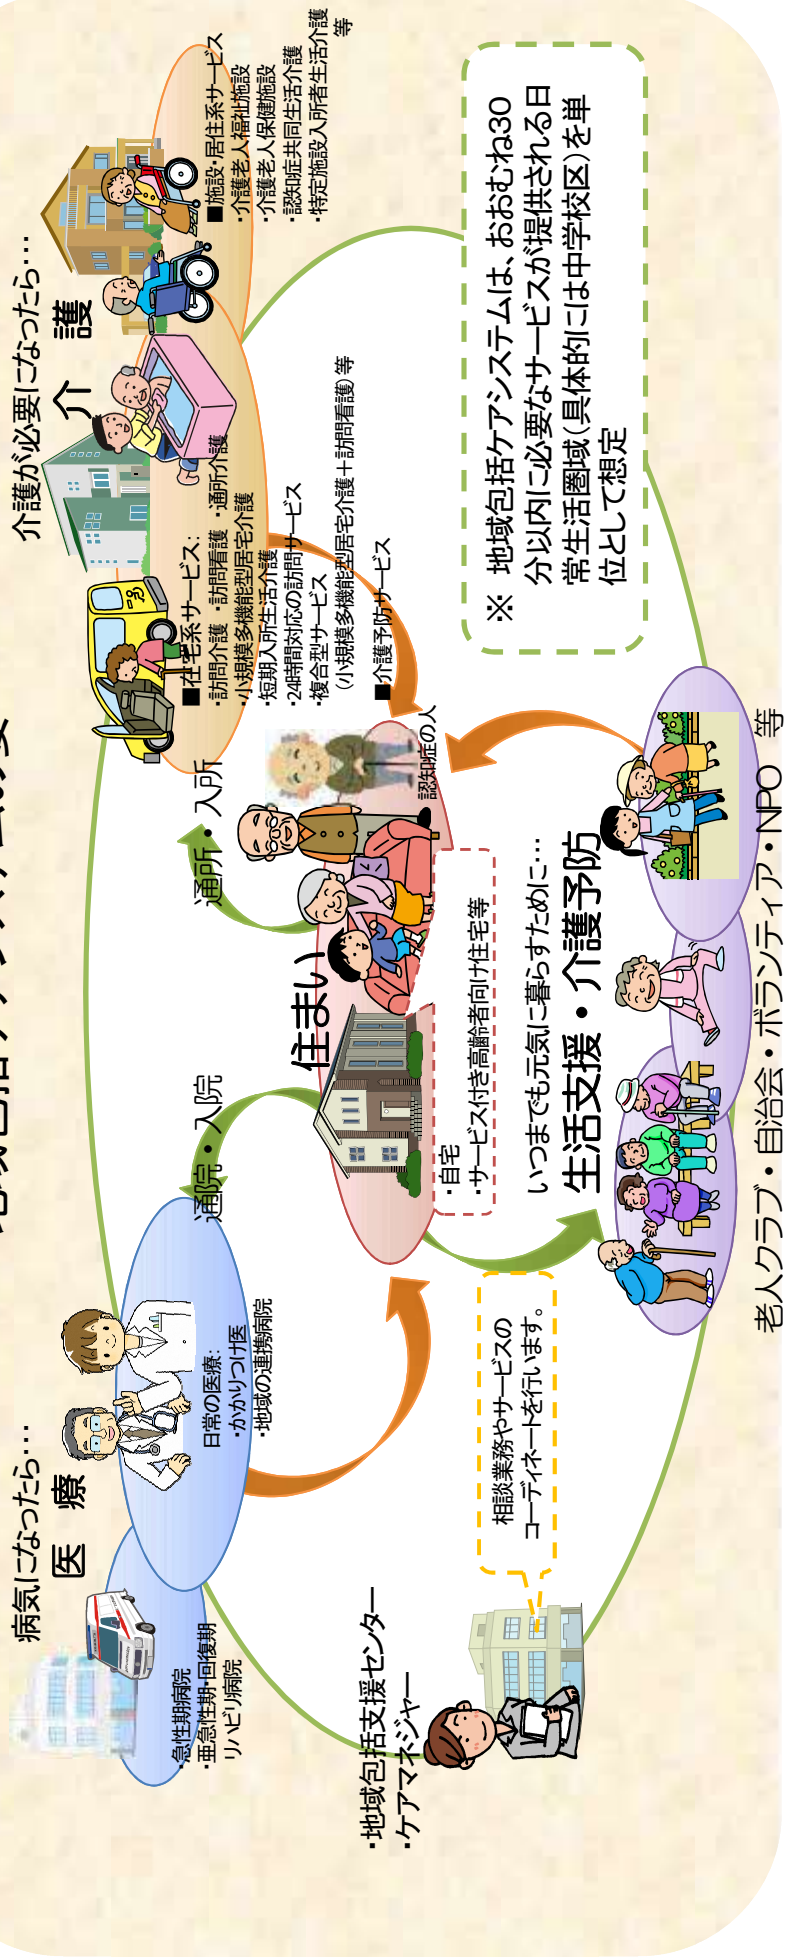 病気になったら…
医　療
介護が必要になったら…
介　護
・急性期病院
・亜急性期・回復期
リハビリ病院
日常の医療:
・かかりつけ医
・地域の連携病院
通院・入院
通所・入所
■在宅系サービス:
・訪問介護 ・訪問看護 ・通所介護
・小規模多機能型居宅介護
・短期入所生活介護
・24時間対応の訪問サービス
・複合型サービス
（小規模多機能型居宅介護＋訪問看護）等
■介護予防サービス
■施設・居住系サービス
・介護老人福祉施設
・介護老人保健施設
・認知症共同生活介護
・特定施設入所者生活介護
等
住まい
認知症の人
・自宅
・サービス付き高齢者向け住宅等
・地域包括支援センター
・ケアマネジャー
相談業務やサービスの
コーディネートを行います。
いつまでも元気に暮らすために…
生活支援・介護予防
老人クラブ・自治会・ボランティア・NPO　等
※　地域包括ケアシステムは、おおむね30
分以内に必要なサービスが提供される日
常生活圏域（具体的には中学校区）を単
位として想定